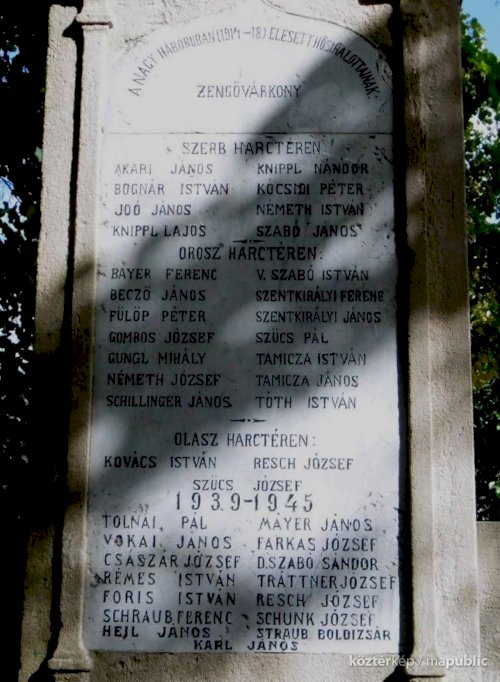 A NAGY HÁBORUBAN (1914-18) ELESETT HŐSI HALOTTAINAK:
ZENGŐVÁRKONY
SZERB HARCTÉREN
AKARI JÁNOS KNIPPL NÁNDOR
BOGNÁR ISTVÁN KOCSIDI PÉTER
JOÓ JÁNOS NÉMETH ISTVÁN
KNIPPL LAJOS SZABÓ JÁNOS
OROSZ HARCTÉREN:
BAYER FERENC V. SZABÓ ISTVÁN
BECZŐ JÁNOS SZENTKIRÁLYI FERENC
FÜLÖP PÉTER SZENTKIRÁLYI JÁNOS
GOMBOS JÓZSEF SZÜCS PÁL
GUNGL MIHÁLY TAMICZA ISTVÁN
NÉMETH JÓZSEF TAMICZA JÁNOS
SCHILLINGER JÁNOS TÓTH ISTVÁN
OLASZ HARCTÉREN:
KOVÁCS ISTVÁN RESCH JÓZSEF
SZÜCS JÓZSEF
1939-1945
TOLNAI PÁL MAYER JÁNOS
VOKAI JÁNOS FARKAS JÓZSEF
CSÁSZÁR JÓZSEF D.SZABÓ SÁNDOR
REMES ISTVÁN TRATTNER JÓZSEF
FORIS ISTVÁN RESCH JÓZSEF
SCHRAUB FERENC SCHUNK JÓZSEF
HEJL JÁNOS STRAUB BOLDIZSÁR
KARL JÁNOS
köztérkép / mapublic